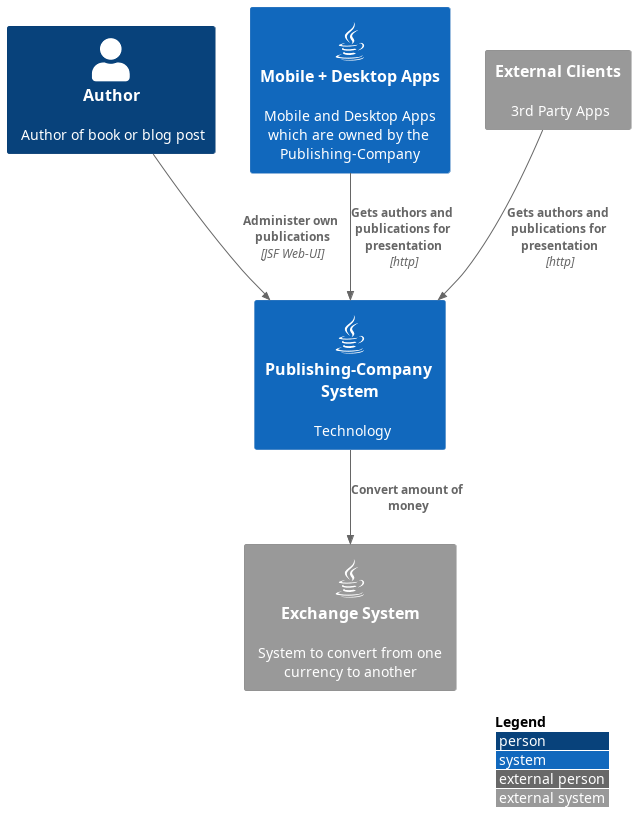 Author
Author of book or blog post
Mobile + Desktop Apps
Mobile and Desktop Apps
which are owned by the
Publishing-Company
External Clients
3rd Party Apps
Administer own
publications
[JSF Web-UI]
Gets authors and
publications for
presentation
[http]
Gets authors and
publications for
presentation
[http]
Publishing-Company
System
Technology
Convert amount of
money
Exchange System
System to convert from one
currency to another
Legend
person
system
external person
external system